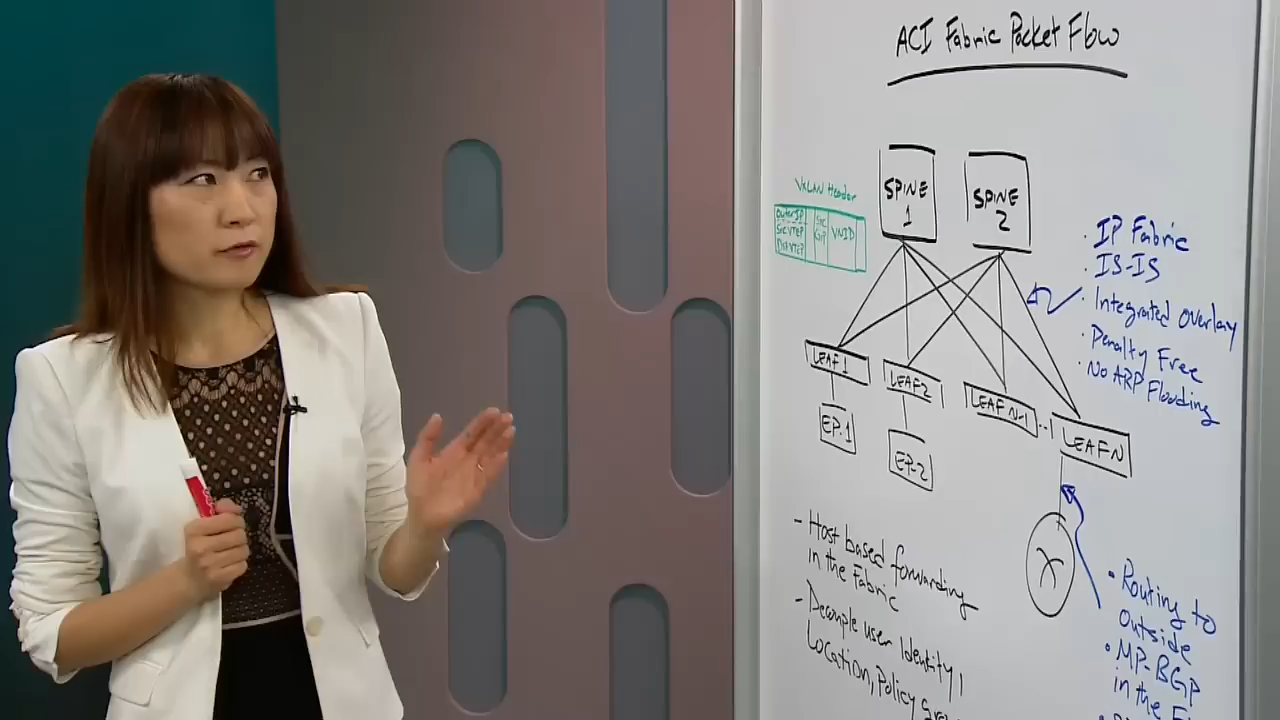 ACI Fabric Packet Flow
VXLAN Header
OuterIP
SrcVTEP
DstVTEP
Src
Grp
VNID
SPINE
1
SPINE
2
· IP Fabric
· IS-IS
· Integrated overlay
· Penalty Free
· No ARP Flooding
LEAF 1
LEAF2
LEAF N-1
...
LEAF N
EP-1
EP-2
X
- Host based forwarding
in the Fabric
- Decouple user Identity,
Location, Policy
• Routing to
Outside
• MP-BGP
in the